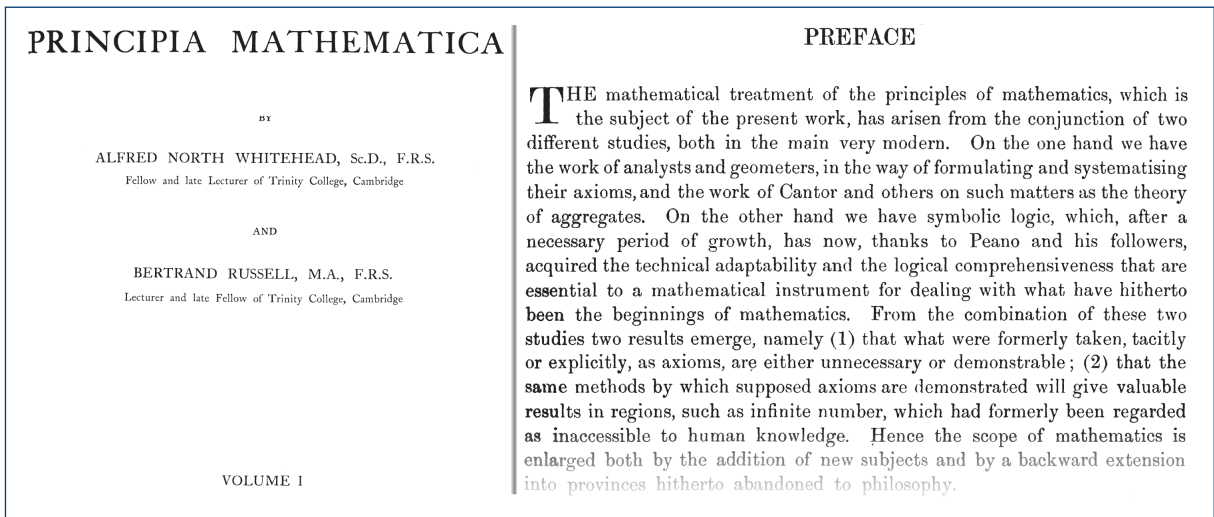 PRINCIPIA MATHEMATICA
BY
ALFRED NORTH WHITEHEAD, Sc.D., F.R.S.
Fellow and late Lecturer of Trinity College, Cambridge
AND
BERTRAND RUSSELL, M.A., F.R.S.
Lecturer and late Fellow of Trinity College, Cambridge
VOLUME I
PREFACE
THE mathematical treatment of the principles of mathematics, which is
the subject of the present work, has arisen from the conjunction of two
different studies, both in the main very modern. On the one hand we have
the work of analysts and geometers, in the way of formulating and systematising
their axioms, and the work of Cantor and others on such matters as the theory
of aggregates. On the other hand we have symbolic logic, which, after a
necessary period of growth, has now, thanks to Peano and his followers,
acquired the technical adaptability and the logical comprehensiveness that are
essential to a mathematical instrument for dealing with what have hitherto
been the beginnings of mathematics. From the combination of these two
studies two results emerge, namely (1) that what were formerly taken, tacitly
or explicitly, as axioms, are either unnecessary or demonstrable; (2) that the
same methods by which supposed axioms are demonstrated will give valuable
results in regions, such as infinite number, which had formerly been regarded
as inaccessible to human knowledge. Hence the scope of mathematics is
enlarged both by the addition of new subjects and by a backward extension
into provinces hitherto abandoned to philosophy.